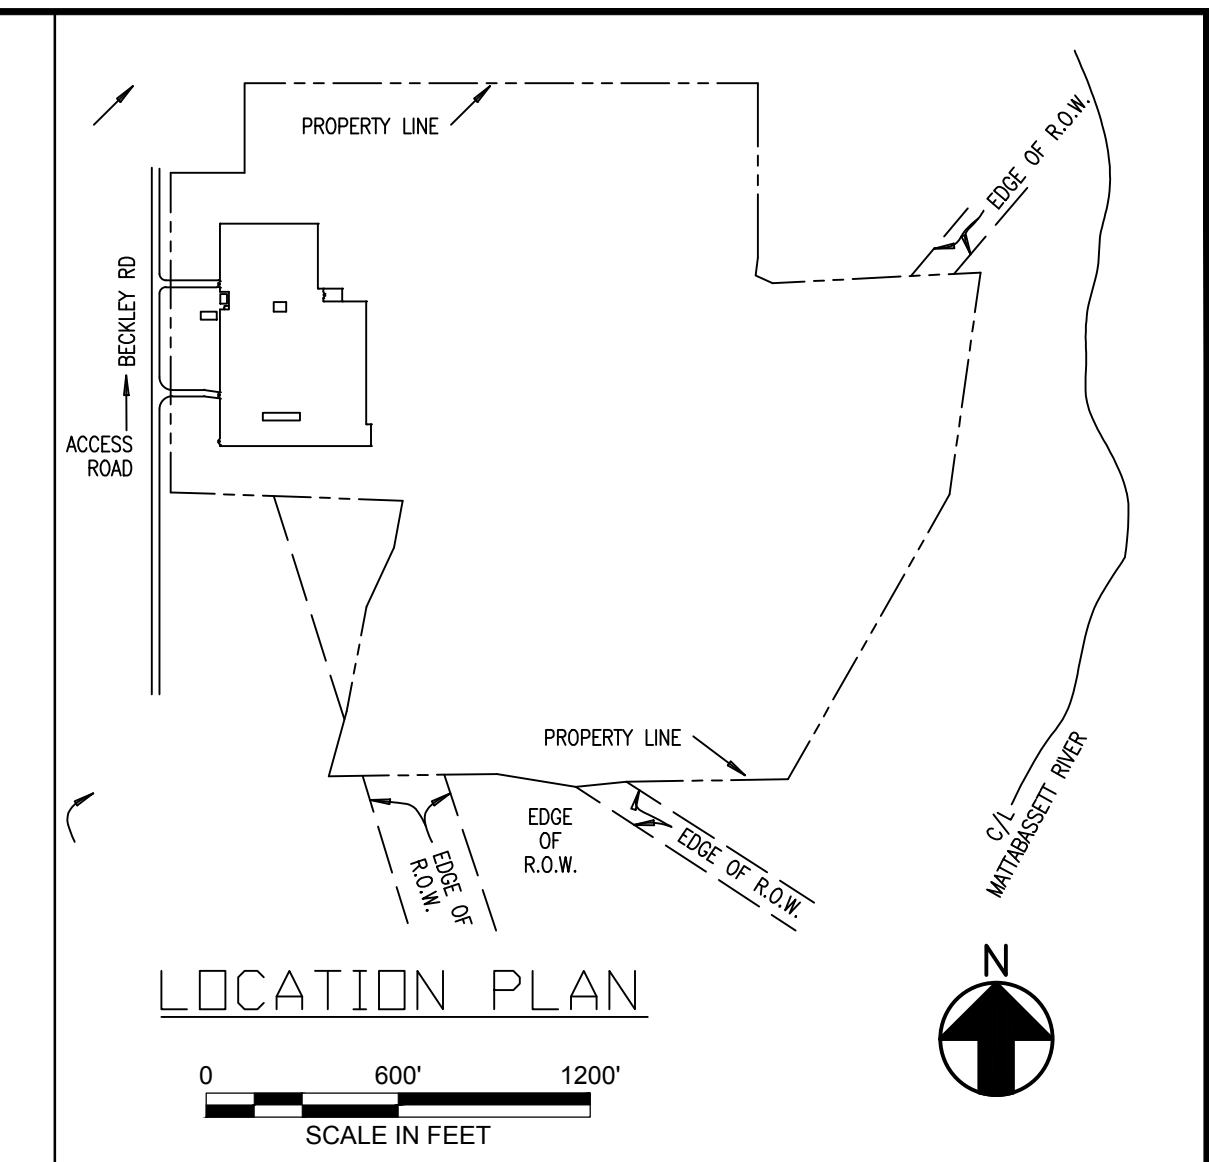 PROPERTY LINE
EDGE OF R.O.W.
BECKLEY RD
ACCESS
ROAD
PROPERTY LINE
EDGE
OF
R.O.W.
EDGE OF R.O.W.
EDGE OF
R.O.W.
C/L
MATTABASSETT RIVER
LOCATION PLAN
N
0 600' 1200'
SCALE IN FEET